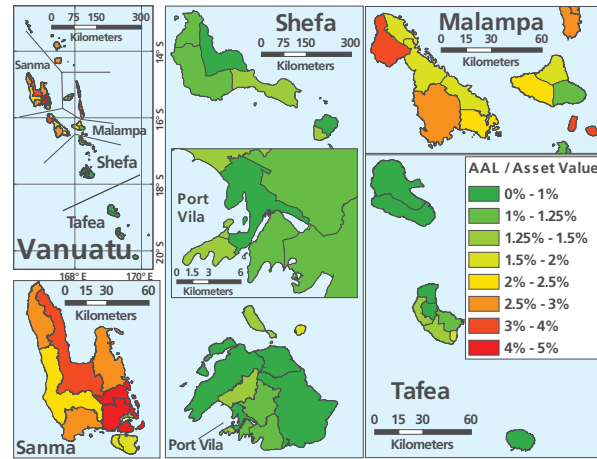 0 75 150 300
Kilometers
14°S
Sanma
16°S
Malampa
Shefa
18°S
Tafea
Vanuatu
20°S
168°E 170°E
Shefa
0 75 150 300
Kilometers
Malampa
0 15 30 60
Kilometers
Port
Vila
0 1.5 3 6
Kilometers
AAL / Asset Value
0% - 1%
1% - 1.25%
1.25% - 1.5%
1.5% - 2%
2% - 2.5%
2.5% - 3%
3% - 4%
4% - 5%
0 15 30 60
Kilometers
Sanma
Port Vila
Tafea
0 15 30 60
Kilometers